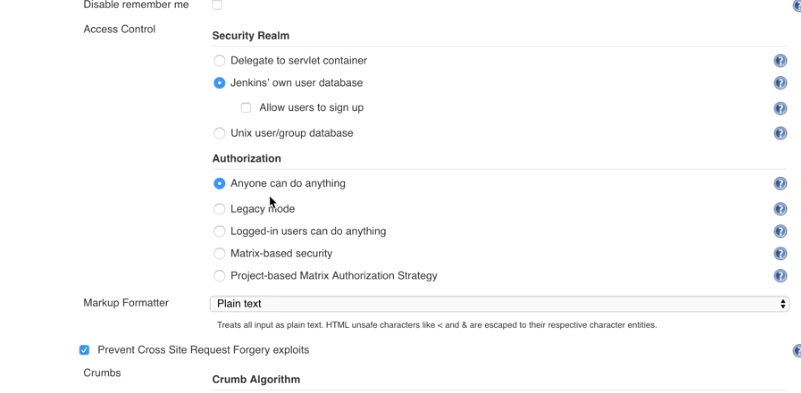 Disable remember me
Access Control
Security Realm
Delegate to servlet container
Jenkins' own user database
Allow users to sign up
Unix user/group database
Authorization
Anyone can do anything
Legacy mode
Logged-in users can do anything
Matrix-based security
Project-based Matrix Authorization Strategy
Markup Formatter Plain text
Treats all input as plain text. HTML unsafe characters like < and & are escaped to their respective character entities.
Prevent Cross Site Request Forgery exploits
Crumbs
Crumb Algorithm